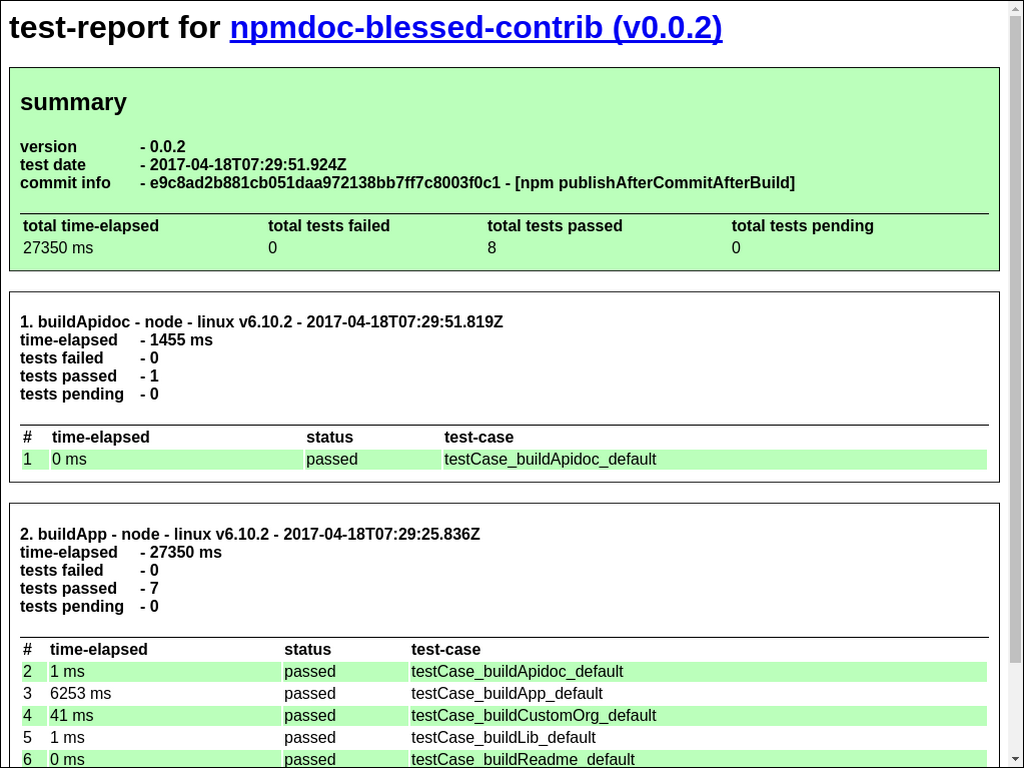 test-report for npmdoc-blessed-contrib (v0.0.2)
summary
version - 0.0.2
test date - 2017-04-18T07:29:51.924Z
commit info - e9c8ad2b881cb051daa972138bb7ff7c8003f0c1 - [npm publishAfterCommitAfterBuild]
total time-elapsed total tests failed total tests passed total tests pending
27350 ms 0 8 0
1. buildApidoc - node - linux v6.10.2 - 2017-04-18T07:29:51.819Z
time-elapsed - 1455 ms
tests failed - 0
tests passed - 1
tests pending - 0
# time-elapsed status test-case
1 0 ms passed testCase_buildApidoc_default
2. buildApp - node - linux v6.10.2 - 2017-04-18T07:29:25.836Z
time-elapsed - 27350 ms
tests failed - 0
tests passed - 7
tests pending - 0
# time-elapsed status test-case
2 1 ms passed testCase_buildApidoc_default
3 6253 ms passed testCase_buildApp_default
4 41 ms passed testCase_buildCustomOrg_default
5 1 ms passed testCase_buildLib_default
6 0 ms passed testCase_buildReadme_default